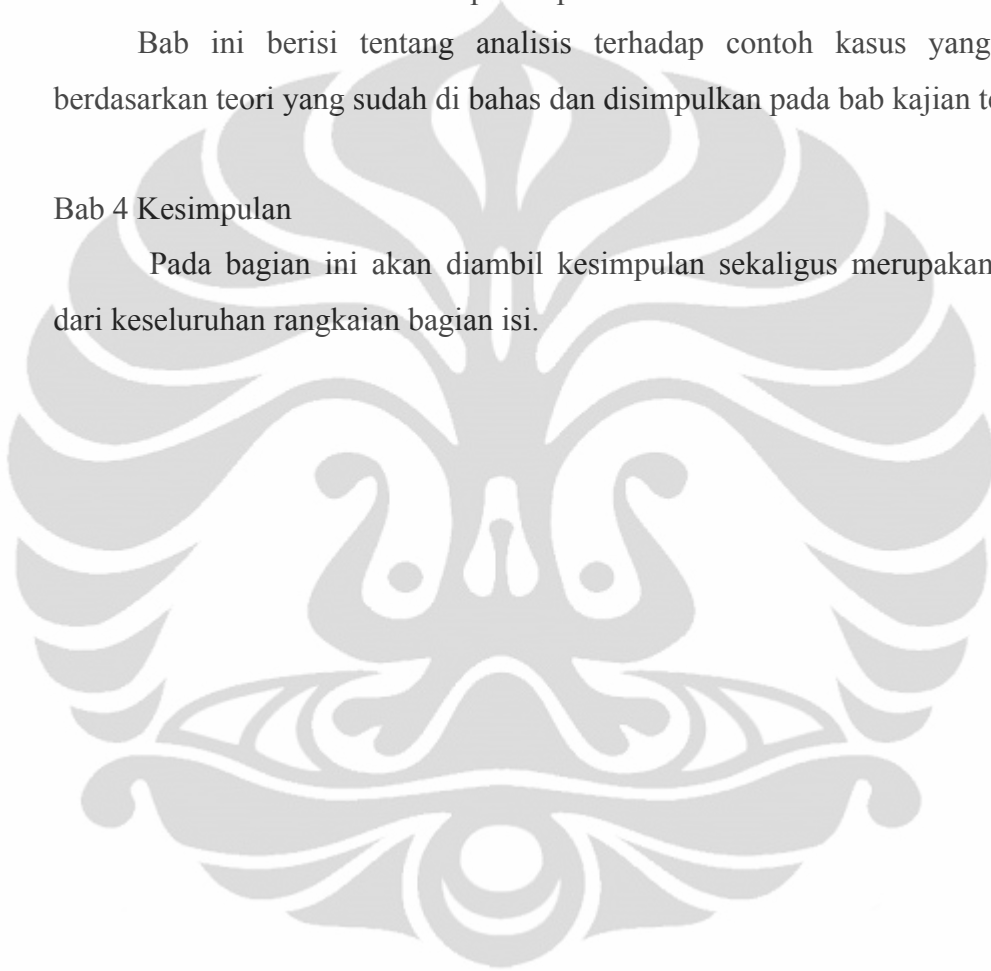 Bab ini berisi tentang analisis terhadap contoh kasus yang
berdasarkan teori yang sudah di bahas dan disimpulkan pada bab kajian
Bab 4 Kesimpulan
Pada bagian ini akan diambil kesimpulan sekaligus merupakan
dari keseluruhan rangkaian bagian isi.